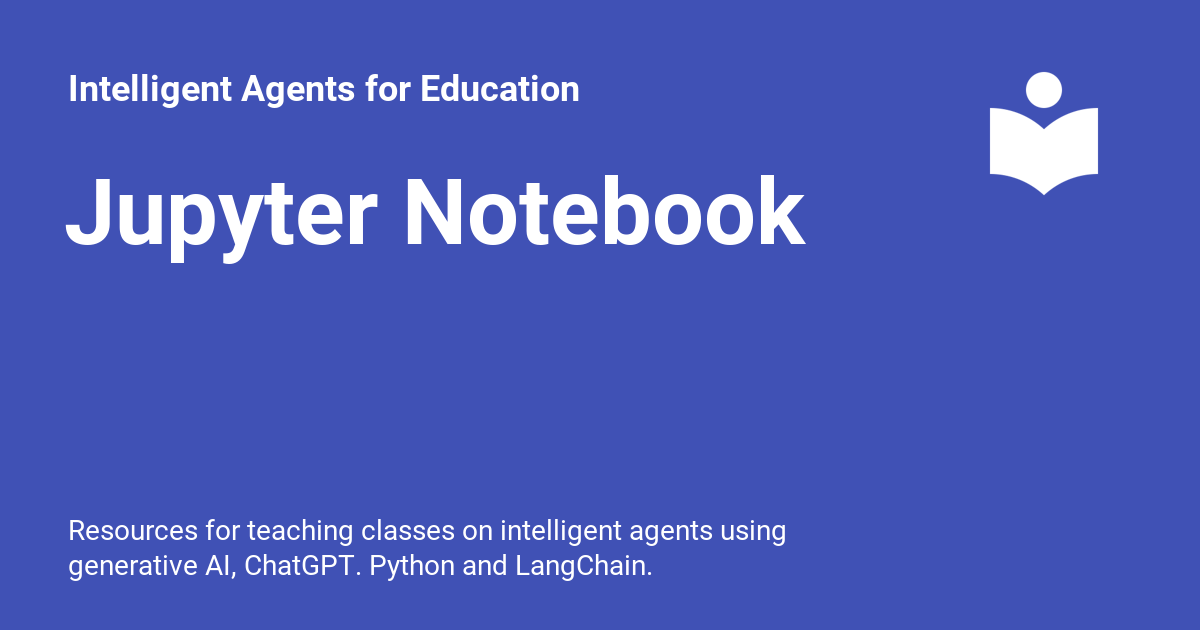 Intelligent Agents for Education
Jupyter Notebook
Resources for teaching classes on intelligent agents using
generative AI, ChatGPT. Python and LangChain.